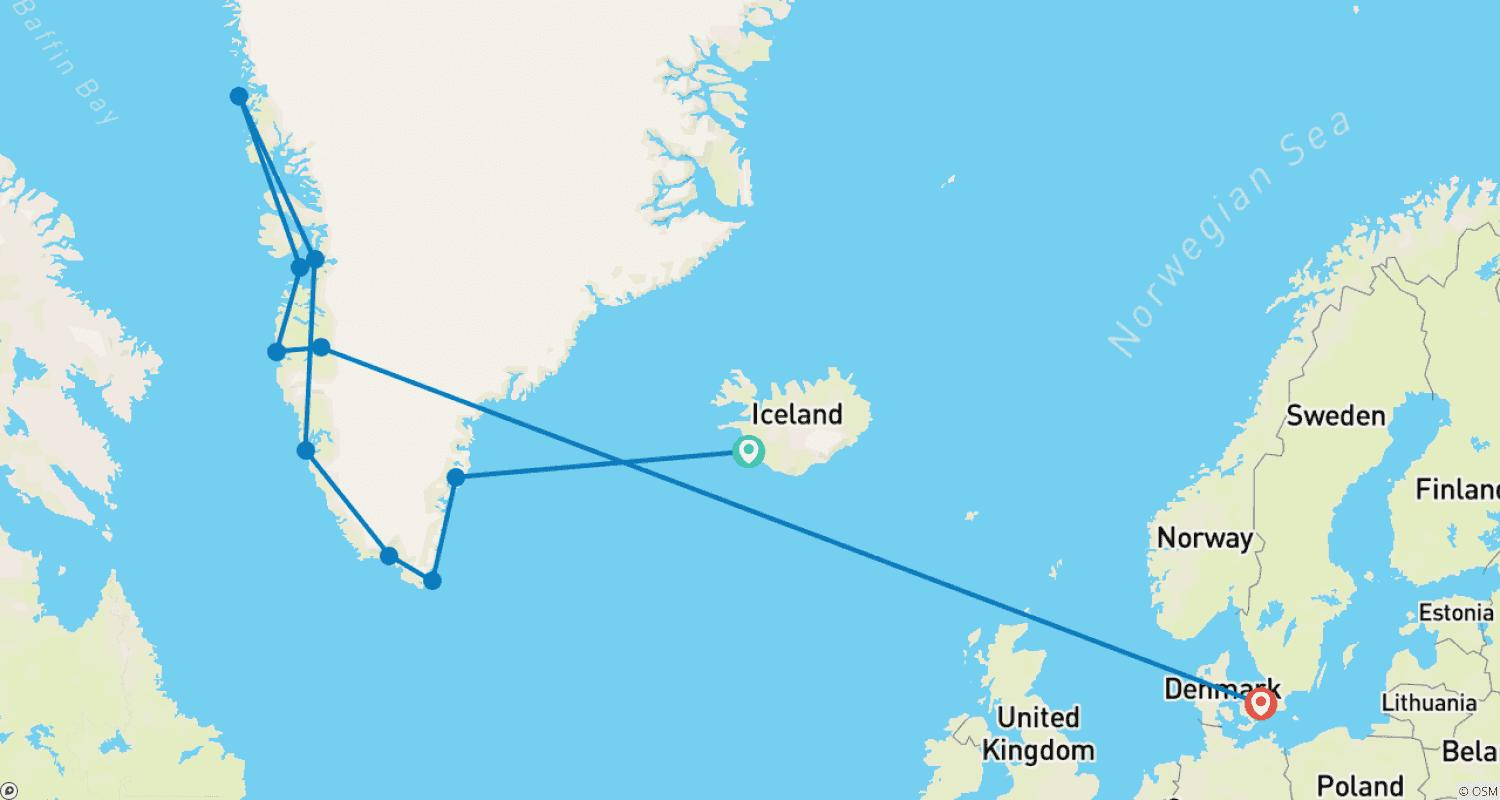 Baffin Bay
Norwegian Sea
Iceland
Sweden
Finland
Norway
Estonia
Denmark
Lithuania
United
Kingdom
Bela
Poland
© OSM